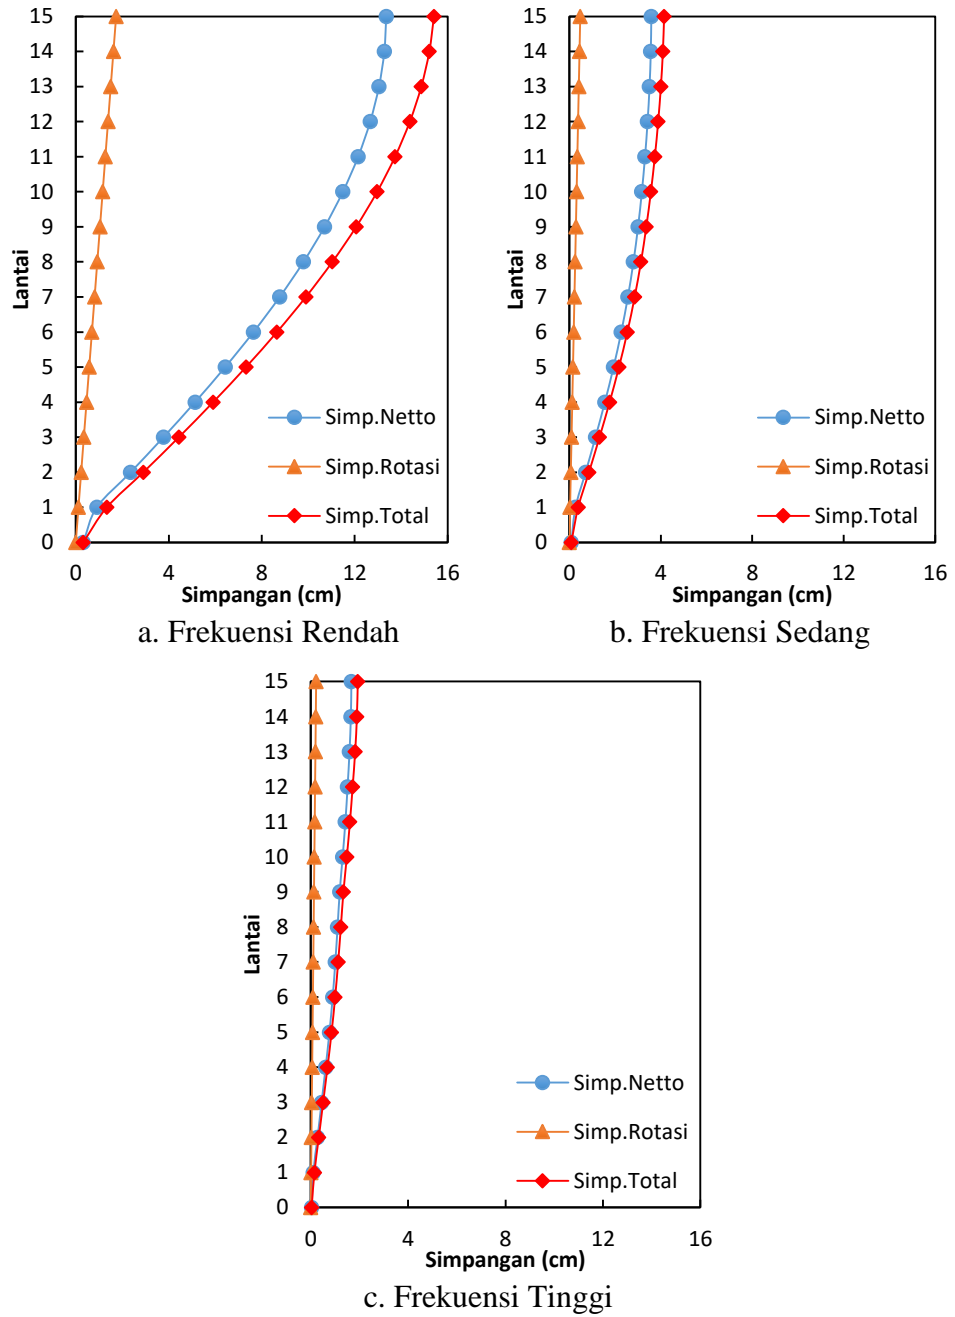 15
14
13
12
11
10
9
8
7
6
5
4
3
2
1
0
Lantai
Simp.Netto
Simp.Rotasi
Simp.Total
0 4 8 12 16
Simpangan (cm)
a. Frekuensi Rendah
15
14
13
12
11
10
9
8
7
6
5
4
3
2
1
0
Lantai
Simp.Netto
Simp.Rotasi
Simp.Total
0 4 8 12 16
Simpangan (cm)
b. Frekuensi Sedang
15
14
13
12
11
10
9
8
7
6
5
4
3
2
1
0
Lantai
Simp.Netto
Simp.Rotasi
Simp.Total
0 4 8 12 16
Simpangan (cm)
c. Frekuensi Tinggi